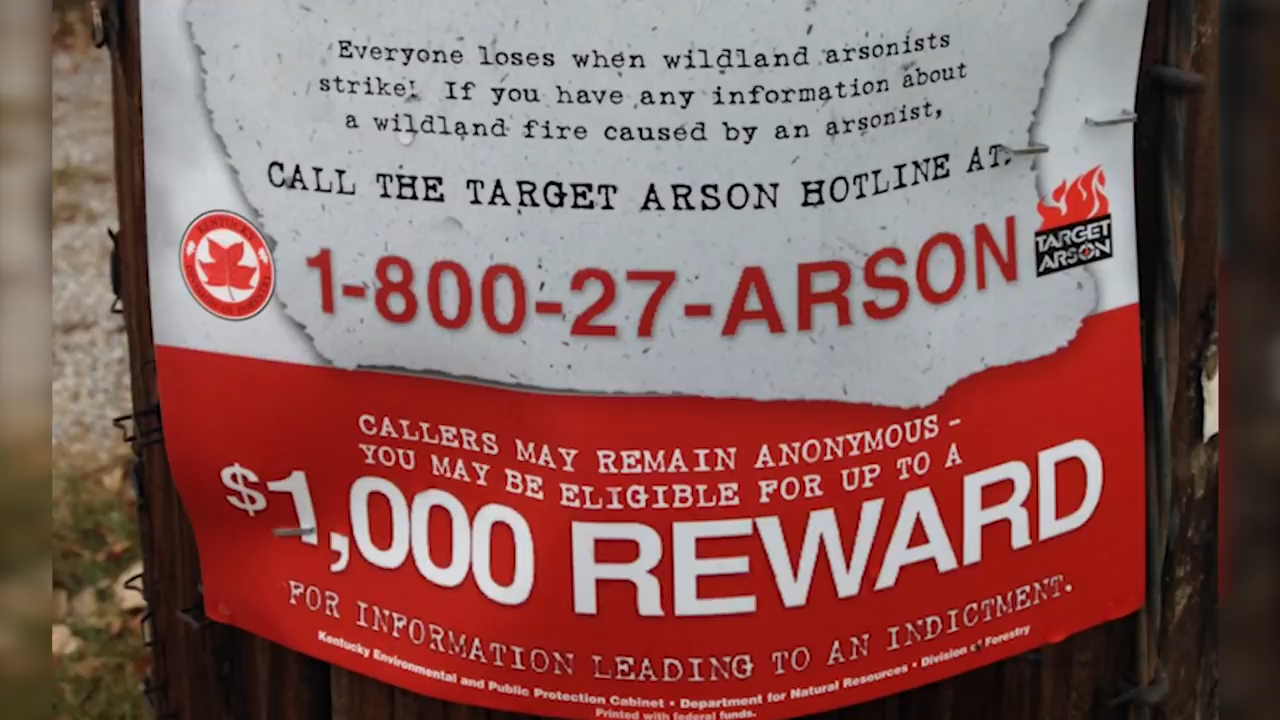 Everyone loses when wildland arsonists
strike! If you have any information about
a wildland fire caused by an arsonist,
CALL THE TARGET ARSON HOTLINE AT:
1-800-27-ARSON
KENTUCKY
TARGET
ARSON
CALLERS MAY REMAIN ANONYMOUS -
YOU MAY BE ELIGIBLE FOR UP TO A
$1,000 REWARD
FOR INFORMATION LEADING TO AN INDICTMENT.
Kentucky Environmental and Public Protection Cabinet • Department for Natural Resources • Division of Forestry
Printed with federal funds.